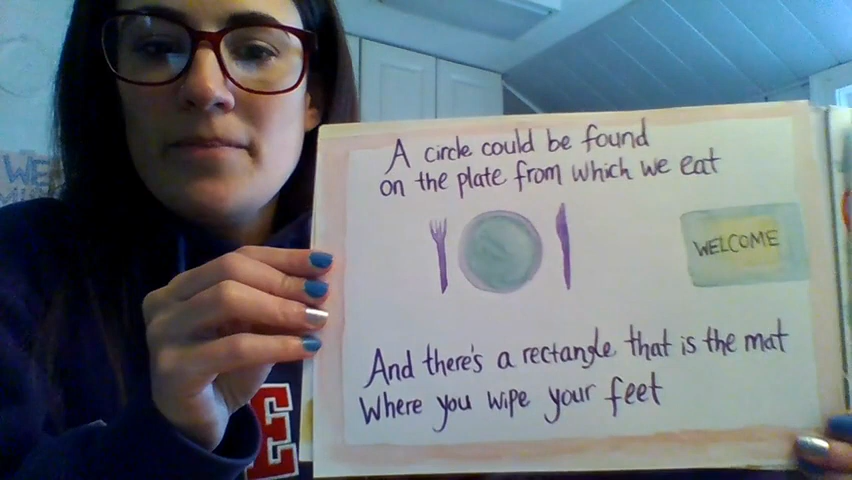 A circle could be found
on the plate from which we eat
WELCOME
And there's a rectangle that is the mat
Where you wipe your feet
WE
E